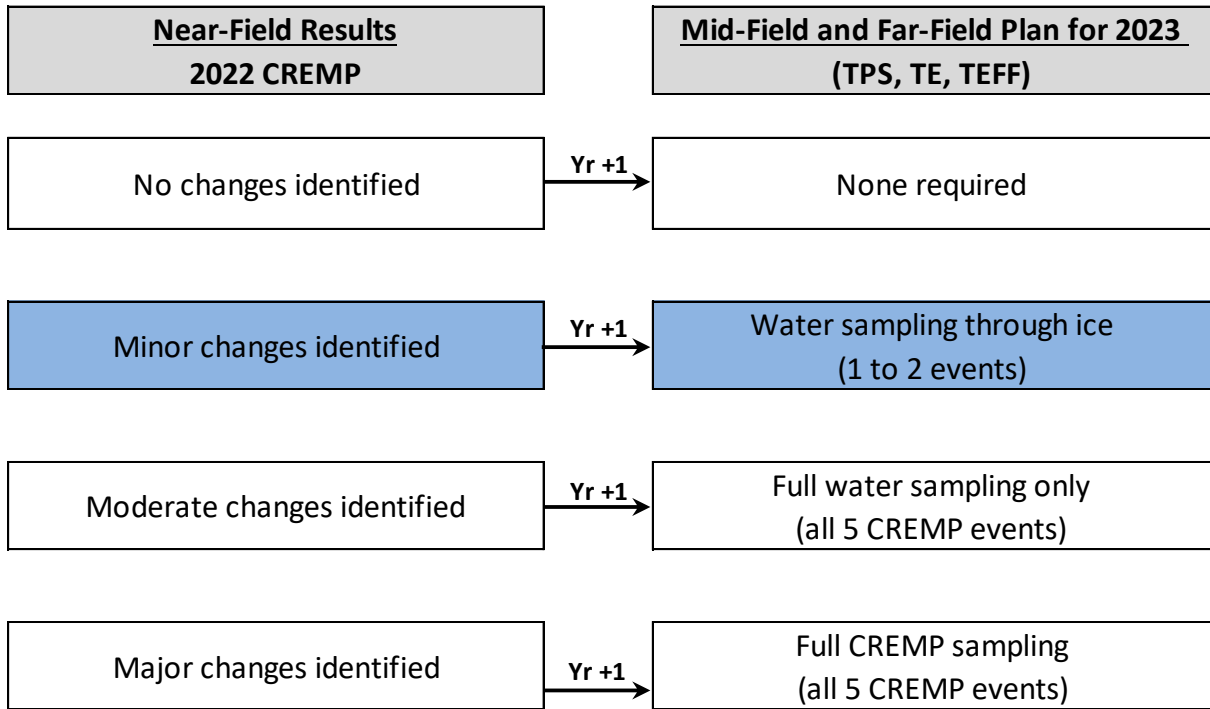 Near-Field Results
2022 CREMP
Mid-Field and Far-Field Plan for 2023
(TPS, TE, TEFF)
No changes identified
Yr +1
None required
Minor changes identified
Yr +1
Water sampling through ice
(1 to 2 events)
Moderate changes identified
Yr +1
Full water sampling only
(all 5 CREMP events)
Major changes identified
Yr +1
Full CREMP sampling
(all 5 CREMP events)